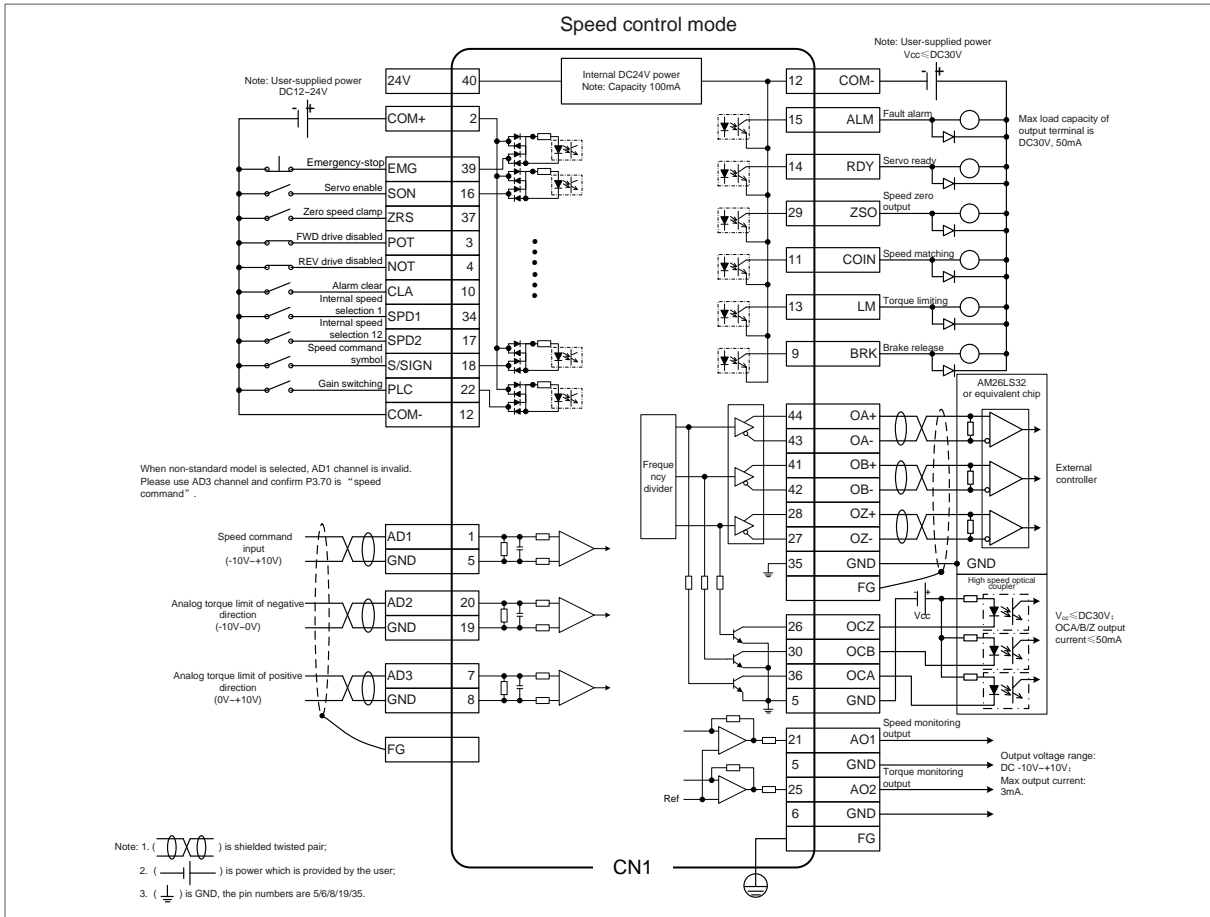 Speed control mode
Note: User-supplied power
DC12~24V
24V 40
COM+ 2
Emergency-stop EMG 39
Servo enable SON 16
Zero speed clamp ZRS 37
FWD drive disabled POT 3
REV drive disabled NOT 4
Alarm clear CLA 10
Internal speed
selection 1 SPD1 34
Internal speed
selection 12 SPD2 17
Speed command
symbol S/SIGN 18
Gain switching PLC 22
COM- 12
When non-standard model is selected, AD1 channel is invalid.
Please use AD3 channel and confirm P3.70 is “speed
command”.
Speed command
input
(-10V~+10V)
AD1 1
GND 5
Analog torque limit of negative
direction
(-10V~0V)
AD2 20
GND 19
Analog torque limit of positive
direction
(0V~+10V)
AD3 7
GND 8
FG
Note: 1. ( ) is shielded twisted pair;
2. ( ) is power which is provided by the user;
3. ( ) is GND, the pin numbers are 5/6/8/19/35.
Internal DC24V power
Note: Capacity 100mA
Note: User-supplied power
Vcc≤DC30V
12 COM-
15 ALM Fault alarm
14 RDY Servo ready
29 ZSO Speed zero
output
11 COIN Speed matching
13 LM Torque limiting
9 BRK Brake release
Max load capacity of
output terminal is
DC30V, 50mA
AM26LS32
or equivalent chip
Freque
ncy
divider
44 OA+
43 OA-
41 OB+
42 OB-
28 OZ+
27 OZ-
35 GND
FG
External
controller
GND
High speed optical
coupler
Vcc
26 OCZ
30 OCB
36 OCA
5 GND
Vcc≤DC30V;
OCA/B/Z output
current≤50mA
21 AO1 Speed monitoring
output
5 GND
25 AO2 Torque monitoring
output
6 GND
FG
Ref
Output voltage range:
DC -10V~+10V;
Max output current:
3mA.
CN1